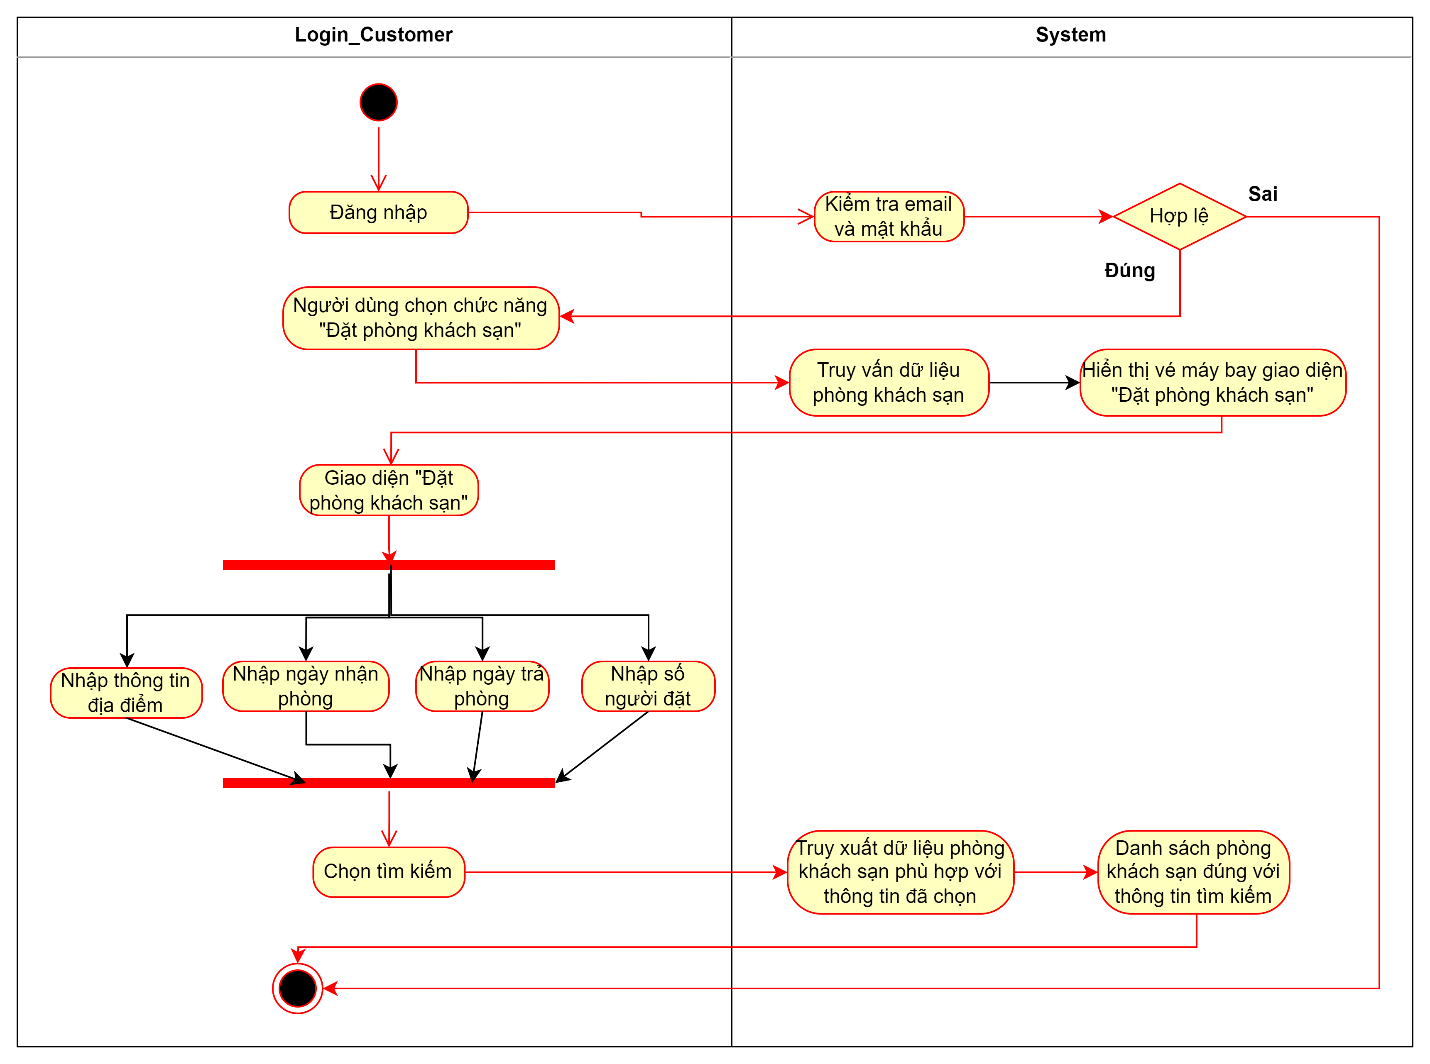 Login_Customer
System
Đăng nhập
Kiểm tra email
và mật khẩu
Hợp lệ
Sai
Đúng
Người dùng chọn chức năng
"Đặt phòng khách sạn"
Truy vấn dữ liệu
phòng khách sạn
Hiển thị vé máy bay giao diện
"Đặt phòng khách sạn"
Giao diện "Đặt
phòng khách sạn"
Nhập thông tin
địa điểm
Nhập ngày nhận
phòng
Nhập ngày trả
phòng
Nhập số
người đặt
Chọn tìm kiếm
Truy xuất dữ liệu phòng
khách sạn phù hợp với
thông tin đã chọn
Danh sách phòng
khách sạn đúng với
thông tin tìm kiếm